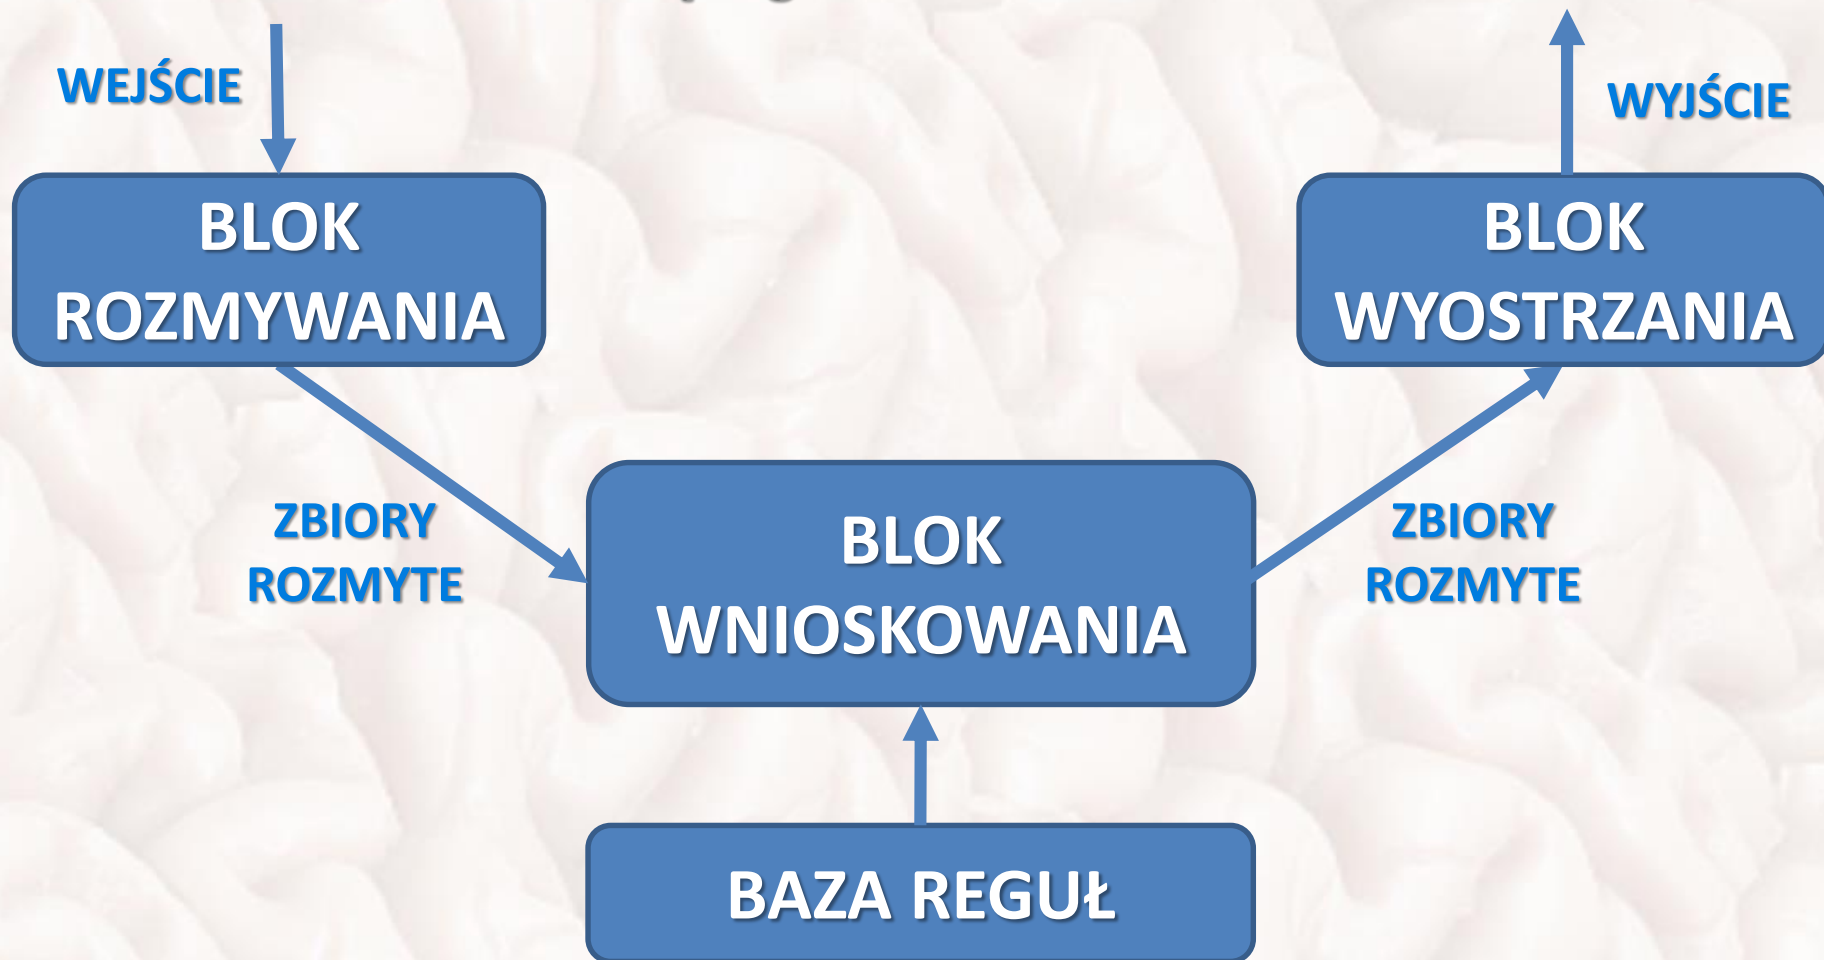 WEJŚCIE
WYJŚCIE
BLOK
ROZMYWANIA
BLOK
WYOSTRZANIA
ZBIORY
ROZMYTE
BLOK
WNIOSKOWANIA
ZBIORY
ROZMYTE
BAZA REGUŁ